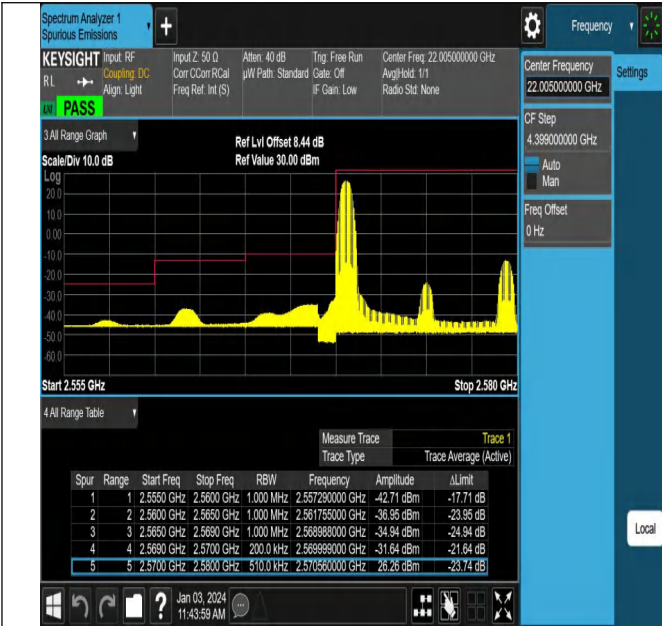 Spectrum Analyzer 1
Spurious Emissions
Frequency
KEYSIGHT
RL
Input: RF
Coupling: DC
Align: Light
Input Z: 50 Ω
Corr CCorr RCal
Freq Ref: Int (S)
Atten: 40 dB
µW Path: Standard
Trig: Free Run
Gate: Off
IF Gain: Low
Center Freq: 22.005000000 GHz
Avg|Hold: 1/1
Radio Std: None
PASS
Center Frequency
22.005000000 GHz
Settings
CF Step
4.399000000 GHz
Auto
Man
Freq Offset
0 Hz
3 All Range Graph
Ref Lvl Offset 8.44 dB
Scale/Div 10.0 dB
Ref Value 30.00 dBm
Log
20.0
10.0
0.00
-10.0
-20.0
-30.0
-40.0
-50.0
-60.0
Start 2.555 GHz
Stop 2.580 GHz
4 All Range Table
Measure Trace Trace 1
Trace Type Trace Average (Active)
Spur Range Start Freq Stop Freq RBW Frequency Amplitude ΔLimit
1 1 2.5550 GHz 2.5600 GHz 1.000 MHz 2.557290000 GHz -42.71 dBm -17.71 dB
2 2 2.5600 GHz 2.5650 GHz 1.000 MHz 2.561755000 GHz -36.95 dBm -23.95 dB
3 3 2.5650 GHz 2.5690 GHz 1.000 MHz 2.568988000 GHz -34.94 dBm -24.94 dB
4 4 2.5690 GHz 2.5700 GHz 200.0 kHz 2.569999000 GHz -31.64 dBm -21.64 dB
5 5 2.5700 GHz 2.5800 GHz 510.0 kHz 2.570560000 GHz 26.26 dBm -23.74 dB
Local
Jan 03, 2024
11:43:59 AM